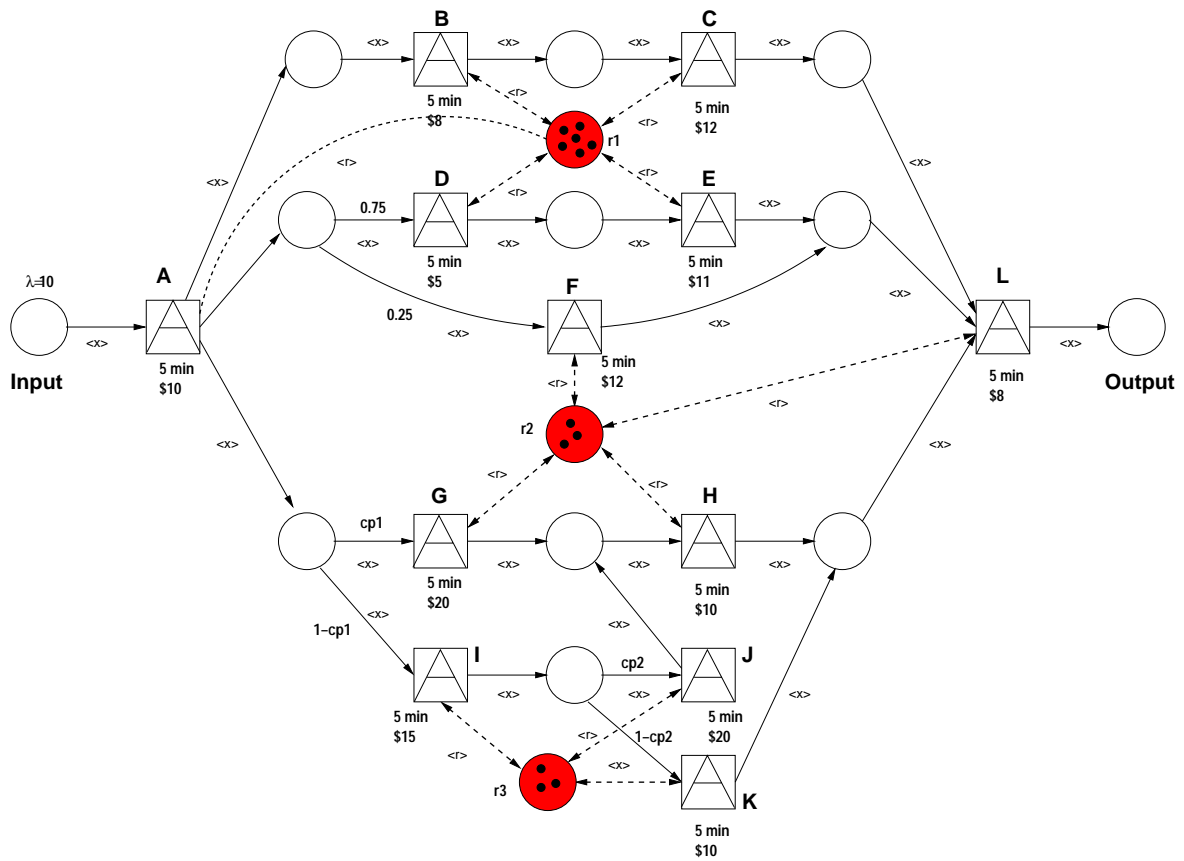 B
C
<x>
<x>
<x>
<x>
5 min
$8
<r>
5 min
$12
<r>
r1
<r>
<x>
<x>
D
<r>
E
<r>
0.75
<x>
<x>
<x>
<x>
5 min
$5
5 min
$11
λ=10
A
F
0.25
<x>
<x>
<x>
L
<x>
<x>
Input
5 min
$10
<r>
5 min
$12
5 min
$8
Output
<r>
r2
<x>
<x>
<r>
<r>
G
H
cp1
<x>
<x>
<x>
<x>
5 min
$20
5 min
$10
<x>
1−cp1
<x>
I
cp2
J
<x>
<x>
<x>
5 min
$15
<r>
1−cp2
5 min
$20
<r>
<x>
r3
K
5 min
$10